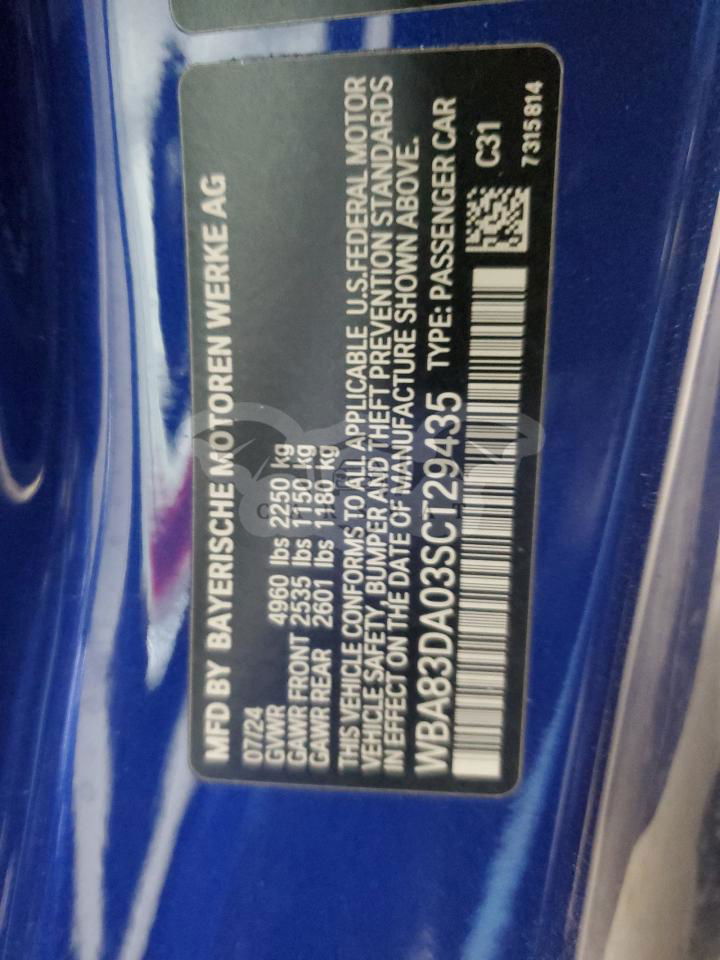 MFD BY BAYERISCHE MOTOREN WERKE AG
07/24
GVWR 4960 lbs 2250 kg
GAWR FRONT 2535 lbs 1150 kg
GAWR REAR 2601 lbs 1180 kg
THIS VEHICLE CONFORMS TO ALL APPLICABLE U.S.FEDERAL MOTOR
VEHICLE SAFETY, BUMPER AND THEFT PREVENTION STANDARDS
IN EFFECT ON THE DATE OF MANUFACTURE SHOWN ABOVE.
WBA83DA03SC129435 TYPE: PASSENGER CAR
C31
7315814